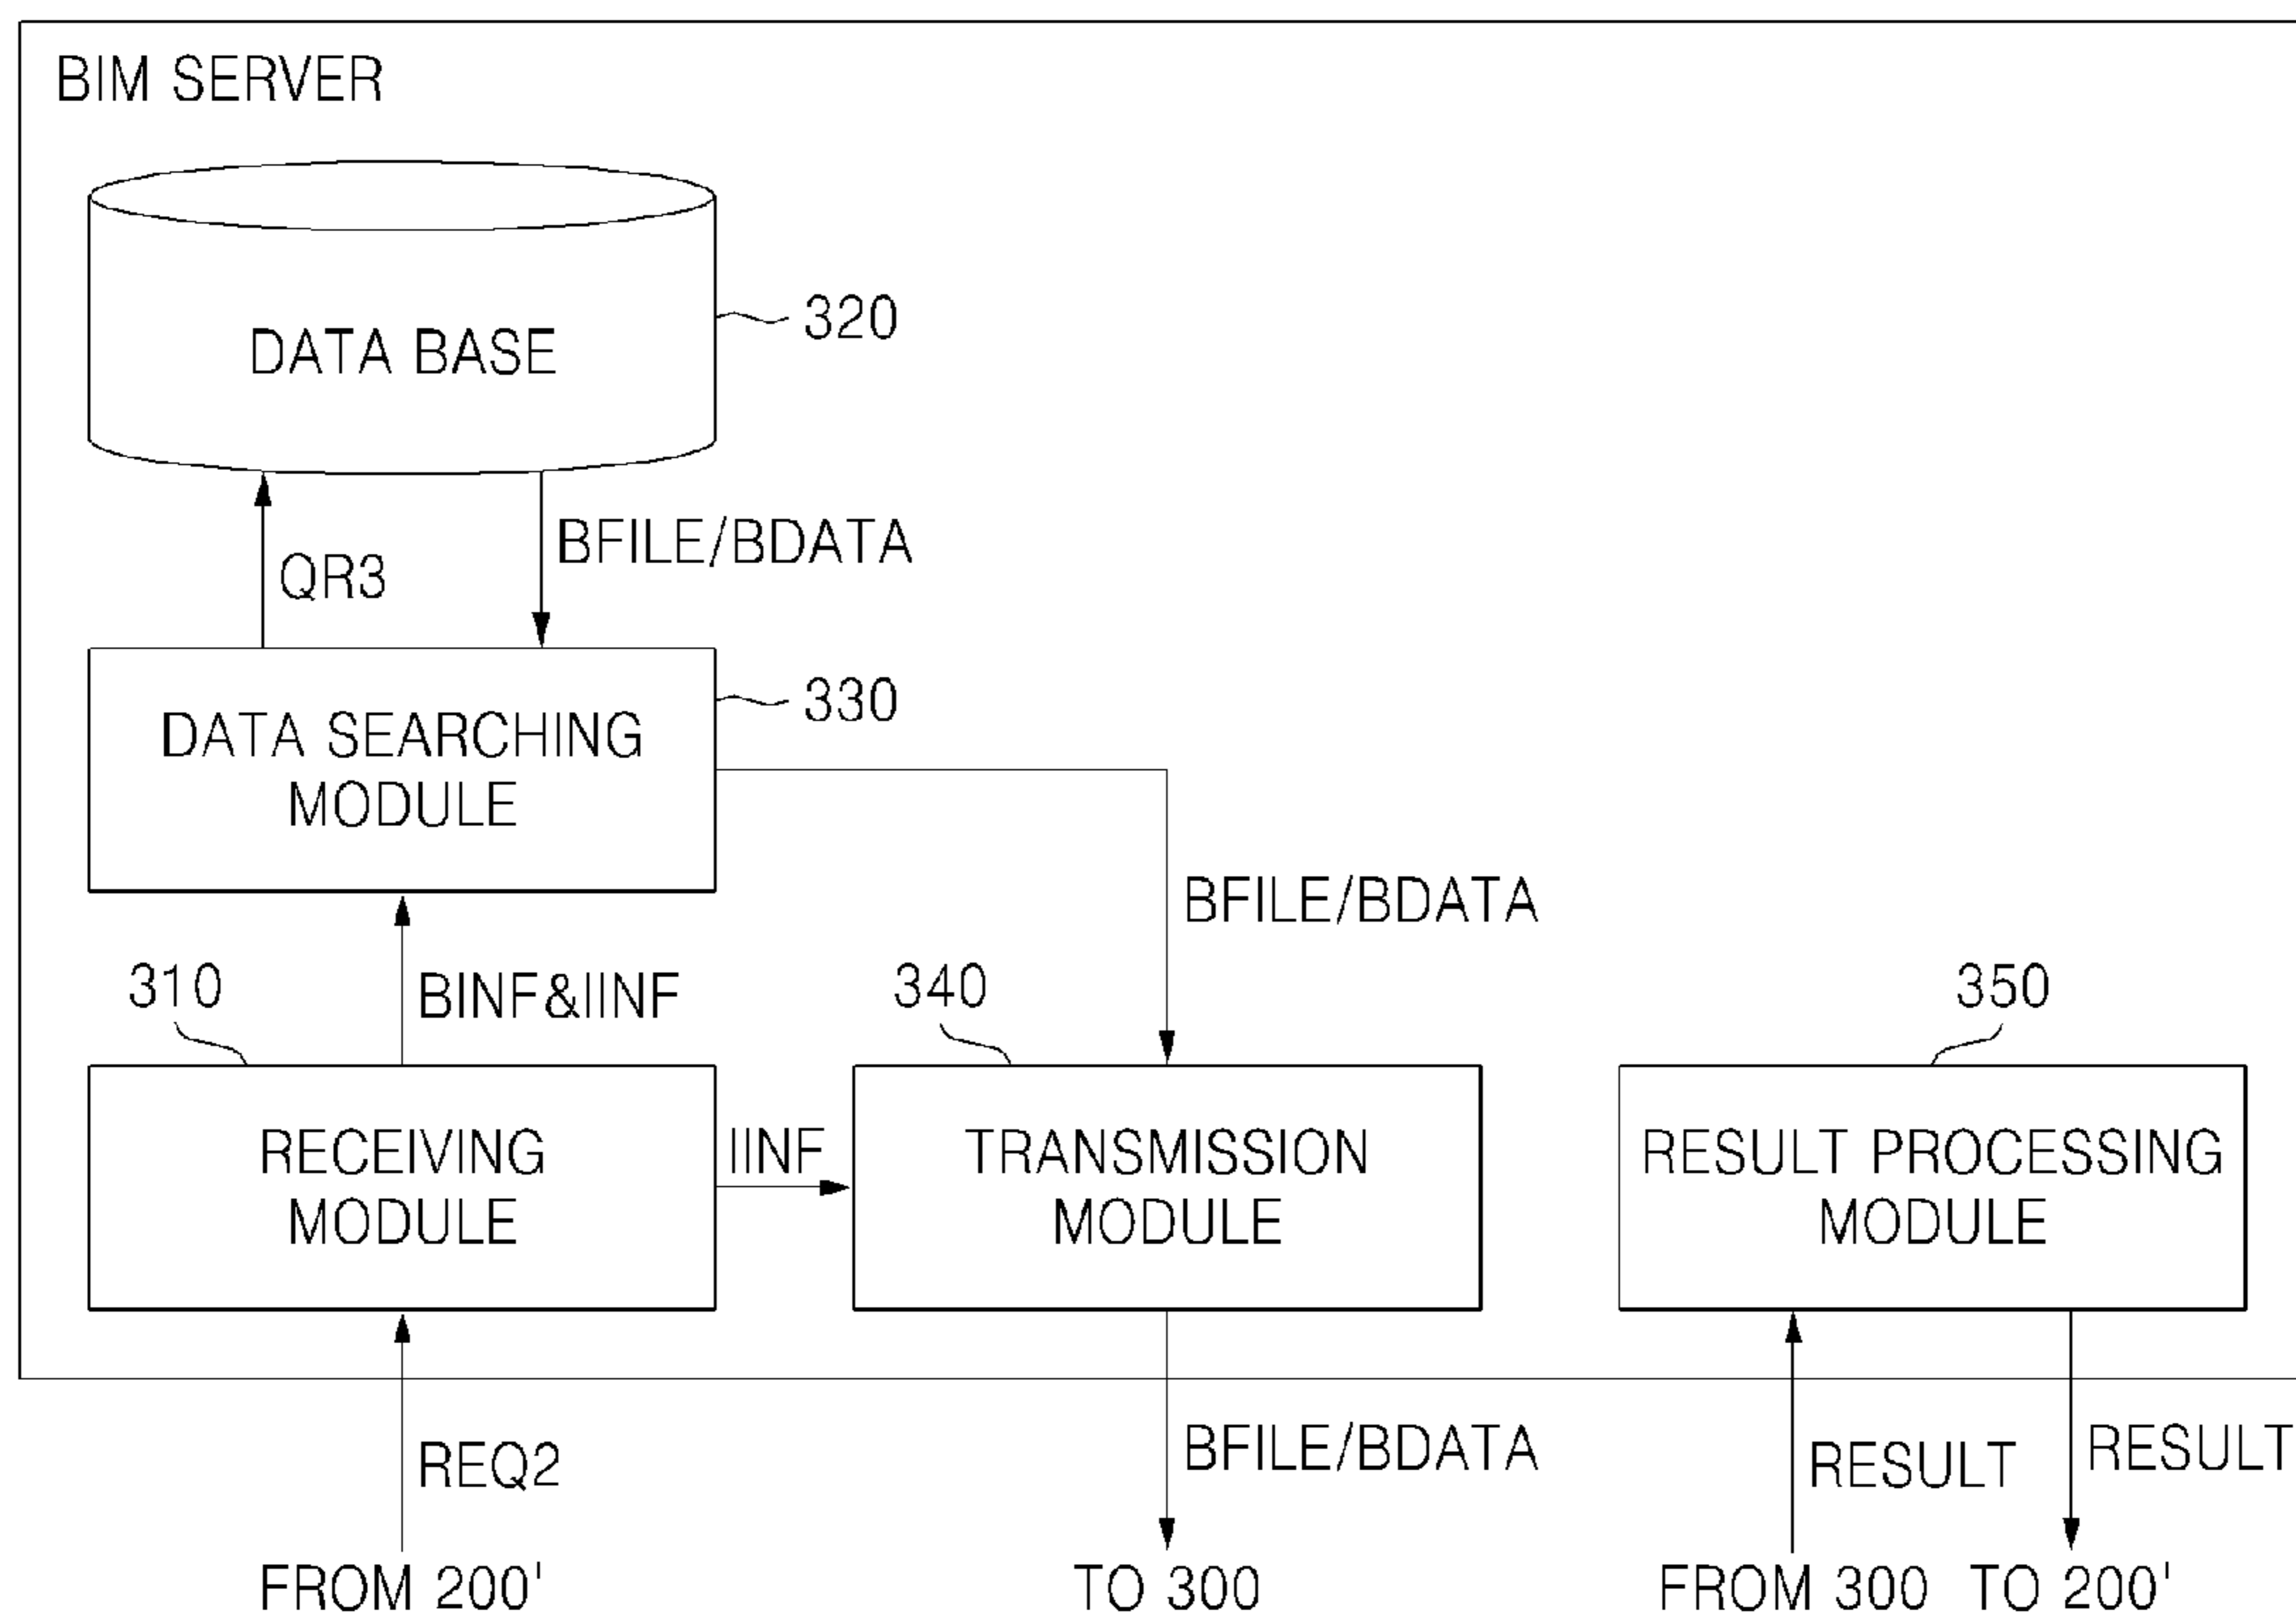 BIM SERVER
DATA BASE
320
QR3
BFILE/BDATA
DATA SEARCHING
MODULE
330
BFILE/BDATA
310
BINF&IINF
340
350
RECEIVING
MODULE
IINF
TRANSMISSION
MODULE
RESULT PROCESSING
MODULE
REQ2
BFILE/BDATA
RESULT
RESULT
FROM 200'
TO 300
FROM 300
TO 200'